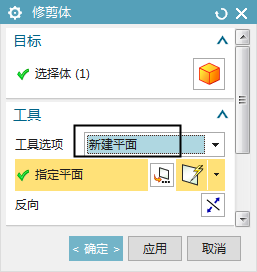 修剪体
目标
选择体 (1)
工具
工具选项 新建平面
指定平面
反向
< 确定 > 应用 取消